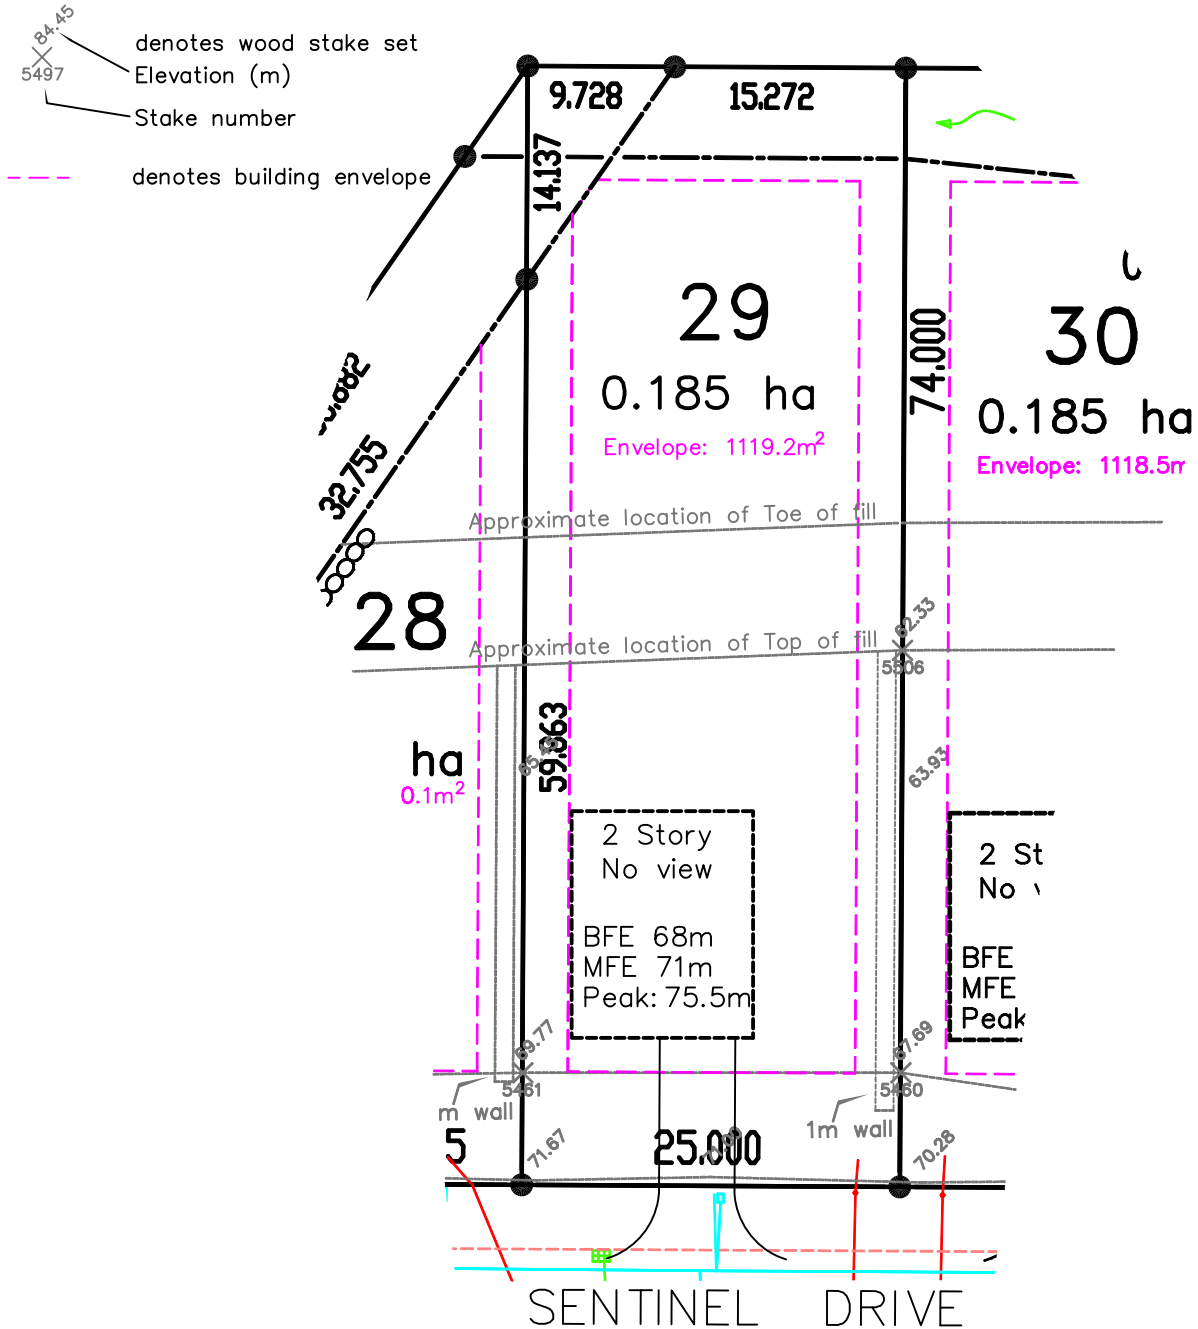 84.45
5497
denotes wood stake set
Elevation (m)
Stake number
denotes building envelope
9.728
15.272
14.137
29
0.185 ha
Envelope: 1119.2m²
74.000
30
0.185 ha
Envelope: 1118.5m
32.755
Approximate location of Toe of fill
28
Approximate location of Top of fill
62.33
5506
59.863
63.93
ha
0.1m²
2 Story
No view
BFE 68m
MFE 71m
Peak: 75.5m
2 St
No
BFE
MFE
Peak
69.77
5461
67.69
5460
m wall
1m wall
5
71.67
25.000
70.28
SENTINEL DRIVE